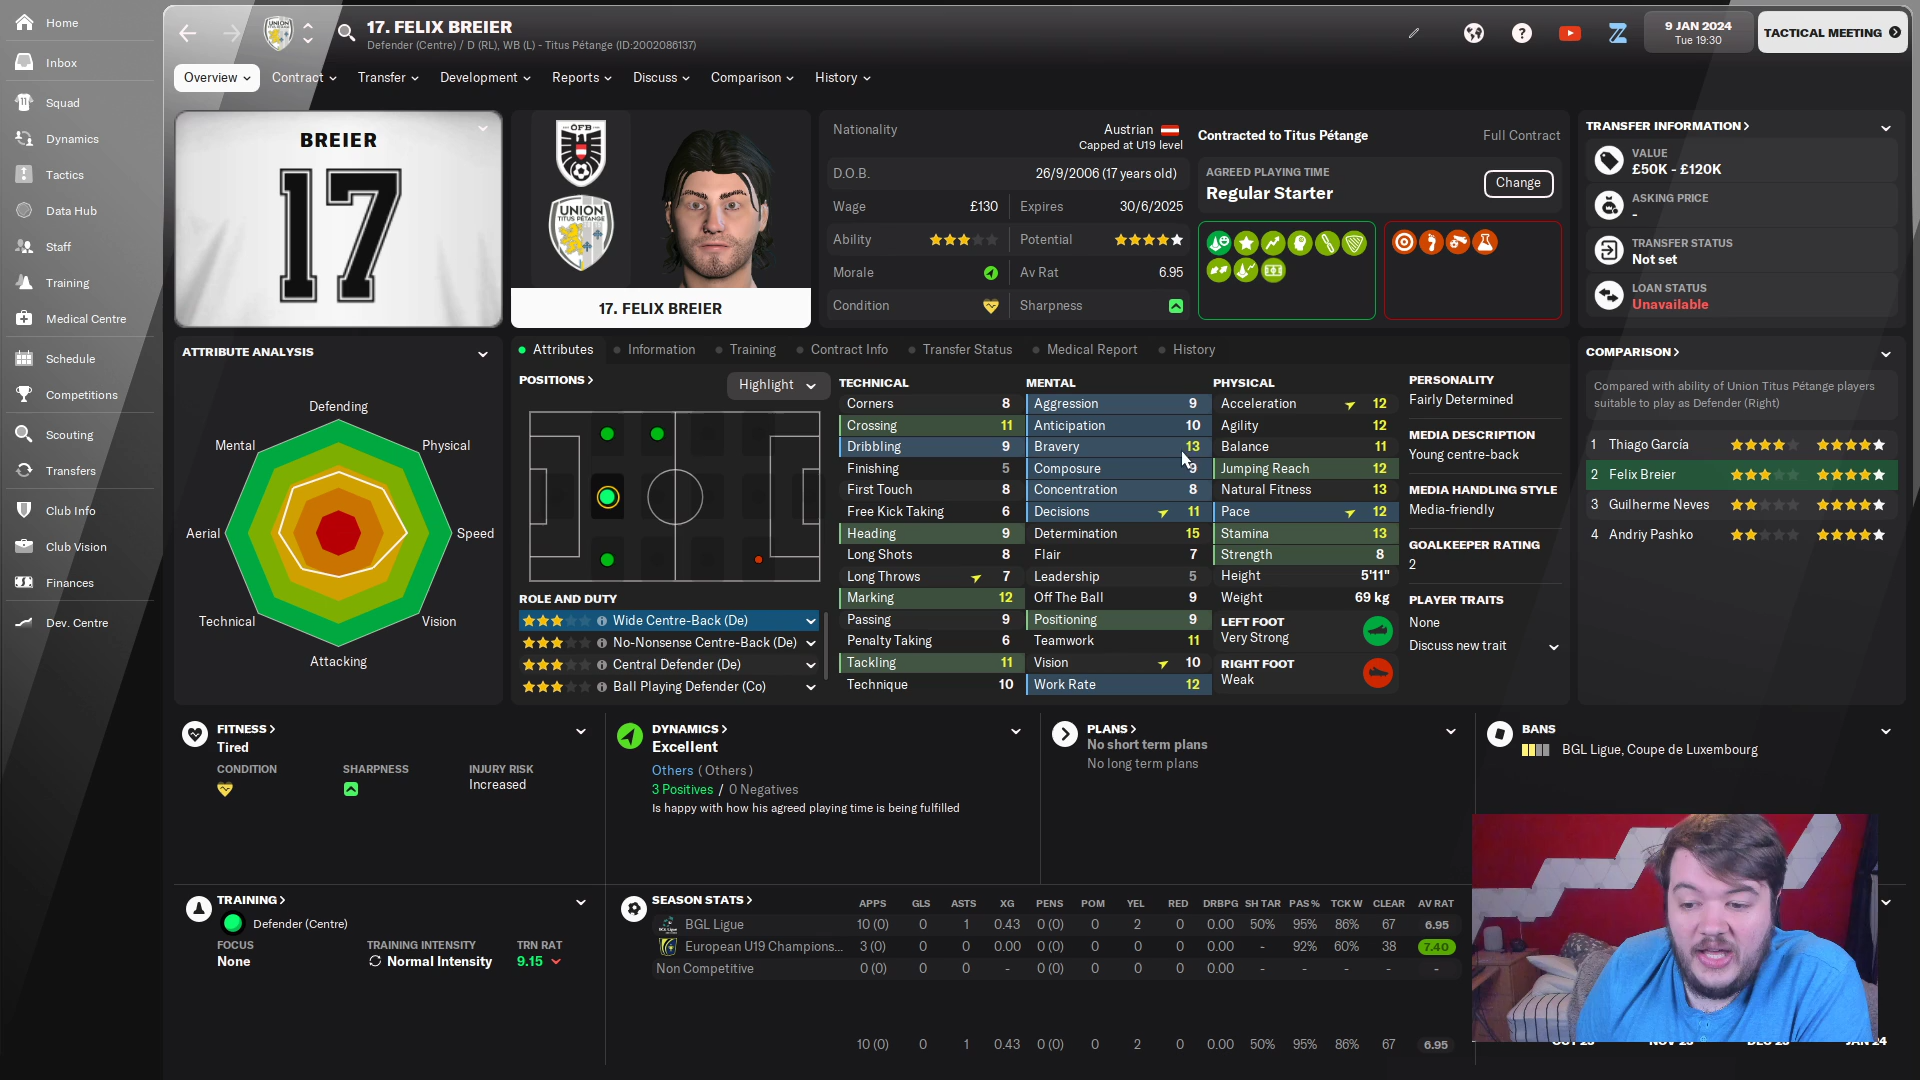 Home
Inbox
Squad
Dynamics
Tactics
Data Hub
Staff
Training
Medical Centre
Schedule
Competitions
Scouting
Transfers
Club Info
Club Vision
Finances
Dev. Centre
17. FELIX BREIER
Defender (Centre) / D (RL), WB (L) - Titus Pétange (ID:2002086137)
9 JAN 2024
Tue 19:30
TACTICAL MEETING
Overview Contract Transfer Development Reports Discuss Comparison History
BREIER
17
ÖFB
UNION
TITUS PÉTANGE
17. FELIX BREIER
Nationality Austrian
Capped at U19 level
D.O.B. 26/9/2006 (17 years old)
Wage £130 Expires 30/6/2025
Ability Potential
Morale Av Rat 6.95
Condition Sharpness
Contracted to Titus Pétange Full Contract
AGREED PLAYING TIME
Regular Starter
Change
TRANSFER INFORMATION >
VALUE
£50K - £120K
ASKING PRICE
-
TRANSFER STATUS
Not set
LOAN STATUS
Unavailable
ATTRIBUTE ANALYSIS
Defending
Mental Physical
Aerial Speed
Technical Vision
Attacking
Attributes Information Training Contract Info Transfer Status Medical Report History
POSITIONS >
Highlight
ROLE AND DUTY
Wide Centre-Back (De)
No-Nonsense Centre-Back (De)
Central Defender (De)
Ball Playing Defender (Co)
TECHNICAL
Corners 8
Crossing 11
Dribbling 9
Finishing 5
First Touch 8
Free Kick Taking 6
Heading 9
Long Shots 8
Long Throws 7
Marking 12
Passing 9
Penalty Taking 6
Tackling 11
Technique 10
MENTAL
Aggression 9
Anticipation 10
Bravery 13
Composure 9
Concentration 8
Decisions 11
Determination 15
Flair 7
Leadership 5
Off The Ball 9
Positioning 9
Teamwork 11
Vision 10
Work Rate 12
PHYSICAL
Acceleration 12
Agility 12
Balance 11
Jumping Reach 12
Natural Fitness 13
Pace 12
Stamina 13
Strength 8
Height 5'11"
Weight 69 kg
LEFT FOOT
Very Strong
RIGHT FOOT
Weak
PERSONALITY
Fairly Determined
MEDIA DESCRIPTION
Young centre-back
MEDIA HANDLING STYLE
Media-friendly
GOALKEEPER RATING
2
PLAYER TRAITS
None
Discuss new trait
COMPARISON >
Compared with ability of Union Titus Pétange players
suitable to play as Defender (Right)
1 Thiago García
2 Felix Breier
3 Guilherme Neves
4 Andriy Pashko
FITNESS >
Tired
CONDITION SHARPNESS INJURY RISK
Increased
DYNAMICS >
Excellent
Others ( Others )
3 Positives / 0 Negatives
Is happy with how his agreed playing time is being fulfilled
PLANS >
No short term plans
No long term plans
BANS
BGL Ligue, Coupe de Luxembourg
TRAINING >
Defender (Centre)
FOCUS TRAINING INTENSITY TRN RAT
None Normal Intensity 9.15
SEASON STATS > APPS GLS ASTS XG PENS POM YEL RED DRBPG SH TAR PAS % TCK W CLEAR AV RAT
BGL Ligue 10 (0) 0 1 0.43 0 (0) 0 2 0 0.00 50% 95% 86% 67 6.95
European U19 Champions... 3 (0) 0 0 0.00 0 (0) 0 0 0 0.00 - 92% 60% 38 7.40
Non Competitive 0 (0) 0 0 - 0 (0) 0 0 0 0.00 - - - - -
10 (0) 0 1 0.43 0 (0) 0 2 0 0.00 50% 95% 86% 67 6.95
OCT 23 NOV 23 DEC 23 JAN 24